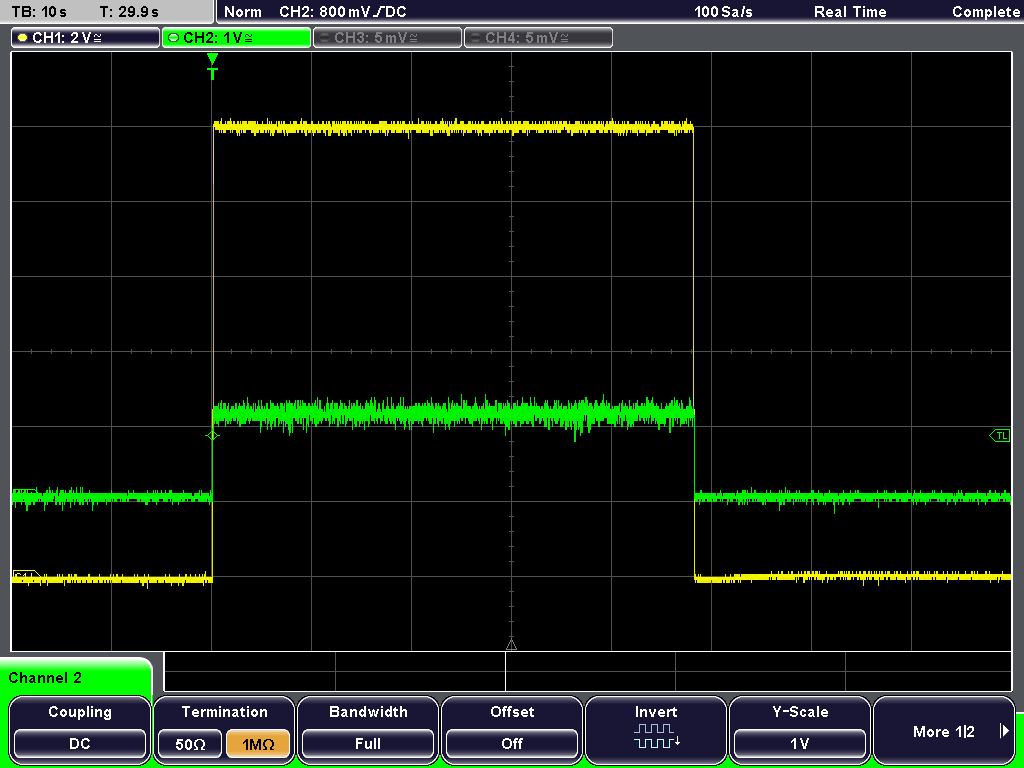 TB: 10 s T: 29.9 s Norm CH2: 800 mV DC 100 Sa/s Real Time Complete
CH1: 2 V CH2: 1 V CH3: 5 mV CH4: 5 mV
T
TL
Channel 2
Coupling Termination Bandwidth Offset Invert Y-Scale More 1|2
DC 50Ω 1MΩ Full Off 1 V